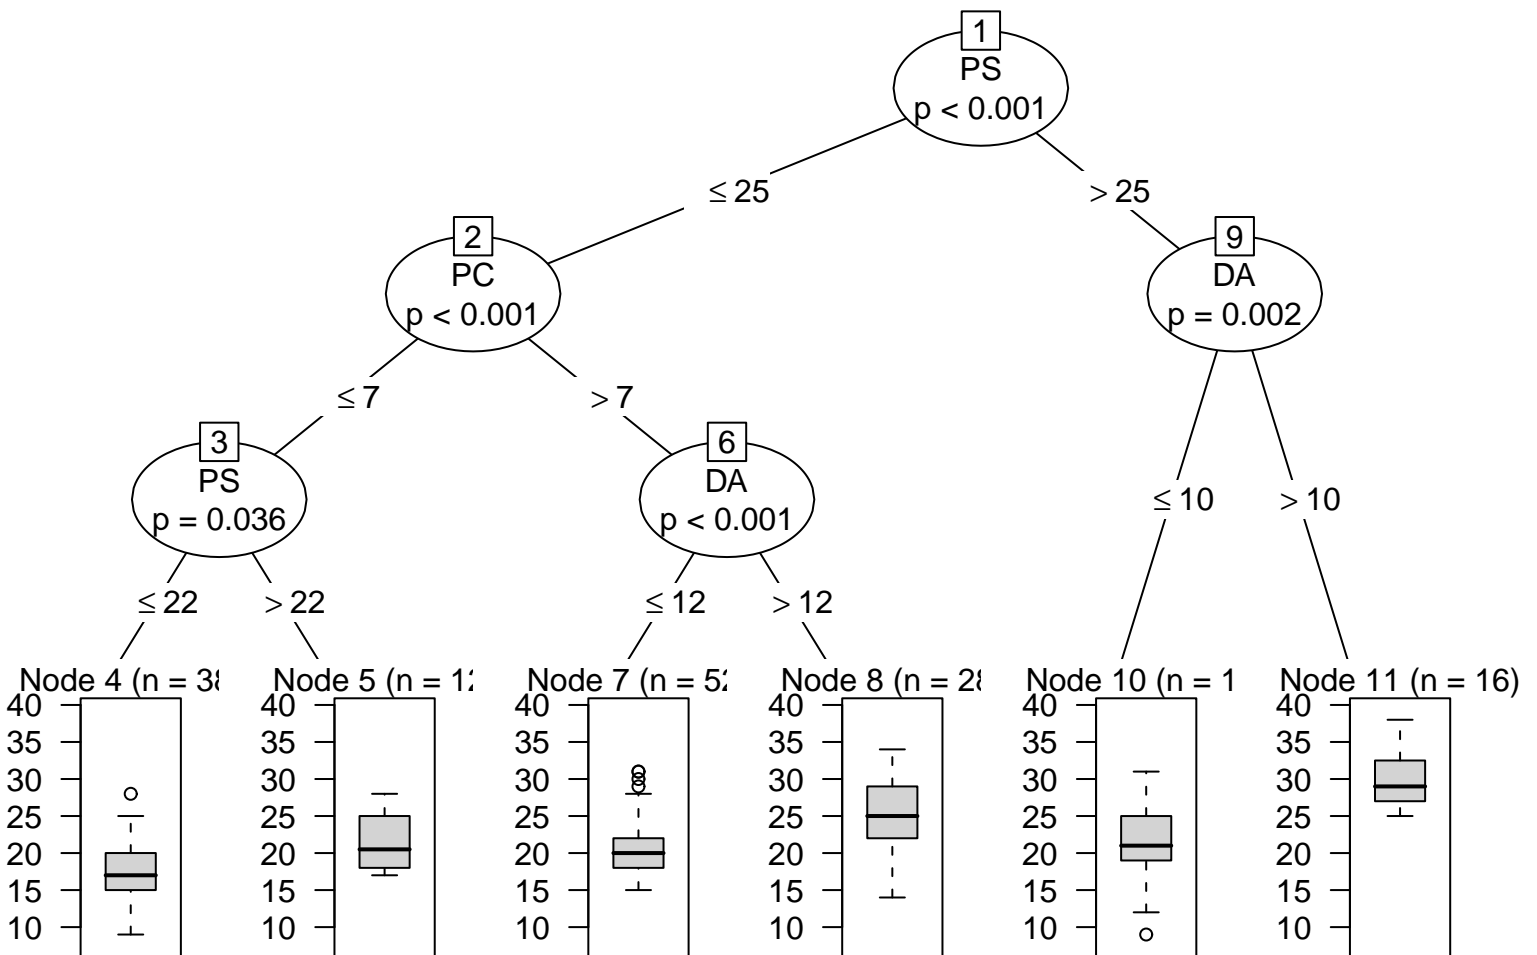 1
PS
p < 0.001
≤ 25
> 25
2
PC
p < 0.001
9
DA
p = 0.002
≤ 7
> 7
3
PS
p = 0.036
6
DA
p < 0.001
≤ 10
> 10
≤ 22
> 22
≤ 12
> 12
Node 4 (n = 38
Node 5 (n = 12
Node 7 (n = 52
Node 8 (n = 28
Node 10 (n = 1
Node 11 (n = 16)
40 40 40 40 40 40
35 35 35 35 35 35
30 30 30 30 30 30
25 25 25 25 25 25
20 20 20 20 20 20
15 15 15 15 15 15
10 10 10 10 10 10